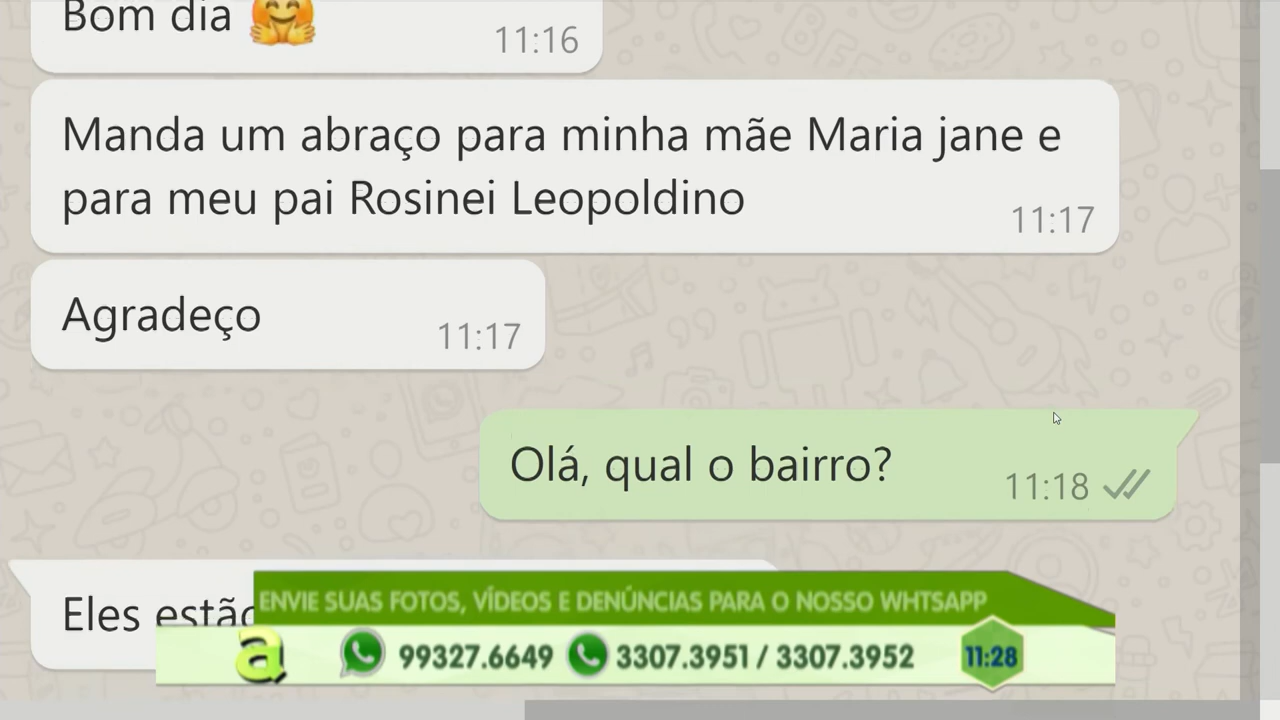 Bom dia 🤗
11:16
Manda um abraço para minha mãe Maria jane e
para meu pai Rosinei Leopoldino
11:17
Agradeço
11:17
Olá, qual o bairro?
11:18
Eles
ENVIE SUAS FOTOS, VÍDEOS E DENÚNCIAS PARA O NOSSO WHTSAPP
a 99327.6649 3307.3951 / 3307.3952 11:28